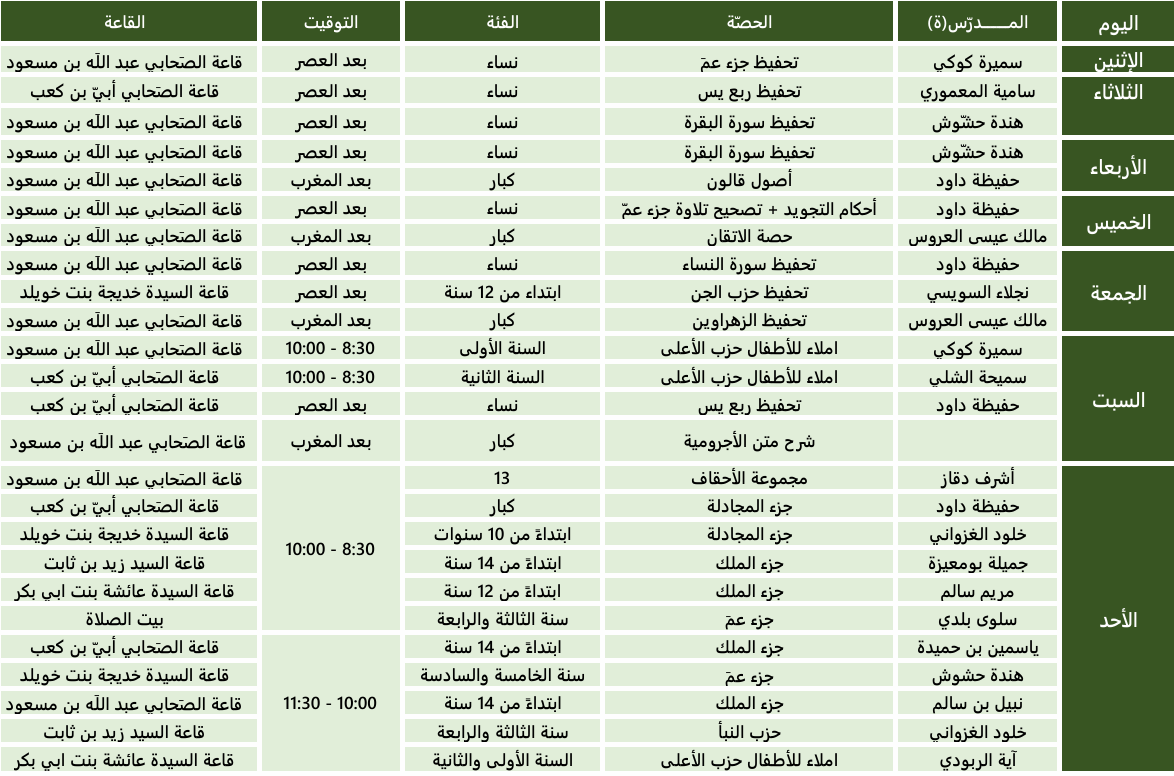 اليوم المـــــدرّس(ة) الحصّة الفئة التوقيت القاعة
الإثنين سميرة كوكي تحفيظ جزء عمّ نساء بعد العصر قاعة الصّحابي عبد الله بن مسعود
الثلاثاء سامية المعموري تحفيظ ربع يس نساء بعد العصر قاعة الصّحابي أبيّ بن كعب
هندة حشّوش تحفيظ سورة البقرة نساء بعد العصر قاعة الصّحابي عبد الله بن مسعود
الأربعاء هندة حشّوش تحفيظ سورة البقرة نساء بعد العصر قاعة الصّحابي عبد الله بن مسعود
حفيظة داود أصول قالون كبار بعد المغرب قاعة الصّحابي عبد الله بن مسعود
الخميس حفيظة داود أحكام التجويد + تصحيح تلاوة جزء عمّ نساء بعد العصر قاعة الصّحابي عبد الله بن مسعود
مالك عيسى العروس حصة الاتقان كبار بعد المغرب قاعة الصّحابي عبد الله بن مسعود
الجمعة حفيظة داود تحفيظ سورة النساء نساء بعد العصر قاعة الصّحابي عبد الله بن مسعود
نجلاء السويسي تحفيظ حزب الجن ابتداء من 12 سنة بعد العصر قاعة السيدة خديجة بنت خويلد
مالك عيسى العروس تحفيظ الزهراوين كبار بعد المغرب قاعة الصّحابي عبد الله بن مسعود
السبت سميرة كوكي املاء للأطفال حزب الأعلى السنة الأولى 8:30 - 10:00 قاعة الصّحابي عبد الله بن مسعود
سميحة الشلي املاء للأطفال حزب الأعلى السنة الثانية 8:30 - 10:00 قاعة الصّحابي أبيّ بن كعب
حفيظة داود تحفيظ ربع يس نساء بعد العصر قاعة الصّحابي أبيّ بن كعب
شرح متن الأجرومية كبار بعد المغرب قاعة الصّحابي عبد الله بن مسعود
الأحد أشرف دقاز مجموعة الأحقاف 13 8:30 - 10:00 قاعة الصّحابي عبد الله بن مسعود
حفيظة داود جزء المجادلة كبار قاعة الصّحابي أبيّ بن كعب
خلود الغزواني جزء المجادلة ابتداءً من 10 سنوات قاعة السيدة خديجة بنت خويلد
جميلة بومعيزة جزء الملك ابتداءً من 14 سنة قاعة السيد زيد بن ثابت
مريم سالم جزء الملك ابتداءً من 12 سنة قاعة السيدة عائشة بنت ابي بكر
سلوى بلدي جزء عمّ سنة الثالثة والرابعة بيت الصلاة
ياسمين بن حميدة جزء الملك ابتداءً من 14 سنة 10:00 - 11:30 قاعة الصّحابي أبيّ بن كعب
هندة حشوش جزء عمّ سنة الخامسة والسادسة قاعة السيدة خديجة بنت خويلد
نبيل بن سالم جزء الملك ابتداءً من 14 سنة قاعة الصّحابي عبد الله بن مسعود
خلود الغزواني حزب النبأ سنة الثالثة والرابعة قاعة السيد زيد بن ثابت
آية الربودي املاء للأطفال حزب الأعلى السنة الأولى والثانية قاعة السيدة عائشة بنت ابي بكر